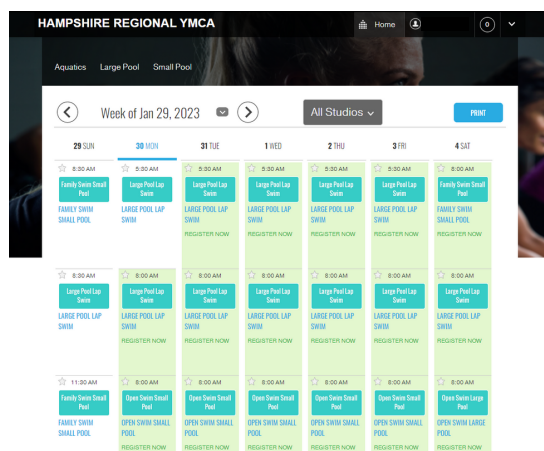 HAMPSHIRE REGIONAL YMCA
Home
0
Aquatics Large Pool Small Pool
Week of Jan 29, 2023
All Studios
PRINT
29 SUN 30 MON 31 TUE 1 WED 2 THU 3 FRI 4 SAT
8:30 AM 5:30 AM 5:30 AM 5:30 AM 5:30 AM 5:30 AM 8:00 AM
Family Swim Small Large Pool Lap Large Pool Lap Large Pool Lap Large Pool Lap Large Pool Lap Family Swim Small
Pool Swim Swim Swim Swim Swim Pool
FAMILY SWIM LARGE POOL LAP LARGE POOL LAP LARGE POOL LAP LARGE POOL LAP LARGE POOL LAP FAMILY SWIM
SMALL POOL SWIM SWIM SWIM SWIM SWIM SMALL POOL
REGISTER NOW REGISTER NOW REGISTER NOW REGISTER NOW REGISTER NOW
8:30 AM 8:00 AM 8:00 AM 8:00 AM 8:00 AM 8:00 AM 8:00 AM
Large Pool Lap Large Pool Lap Large Pool Lap Large Pool Lap Large Pool Lap Large Pool Lap Large Pool Lap
Swim Swim Swim Swim Swim Swim Swim
LARGE POOL LAP LARGE POOL LAP LARGE POOL LAP LARGE POOL LAP LARGE POOL LAP LARGE POOL LAP LARGE POOL LAP
SWIM SWIM SWIM SWIM SWIM SWIM SWIM
REGISTER NOW REGISTER NOW REGISTER NOW REGISTER NOW REGISTER NOW REGISTER NOW
11:30 AM 8:00 AM 8:00 AM 8:00 AM 8:00 AM 8:00 AM 8:00 AM
Family Swim Small Open Swim Small Open Swim Small Open Swim Small Open Swim Small Open Swim Small Open Swim Large
Pool Pool Pool Pool Pool Pool Pool
FAMILY SWIM OPEN SWIM SMALL OPEN SWIM SMALL OPEN SWIM SMALL OPEN SWIM SMALL OPEN SWIM SMALL OPEN SWIM LARGE
SMALL POOL POOL POOL POOL POOL POOL POOL
REGISTER NOW REGISTER NOW REGISTER NOW REGISTER NOW REGISTER NOW REGISTER NOW